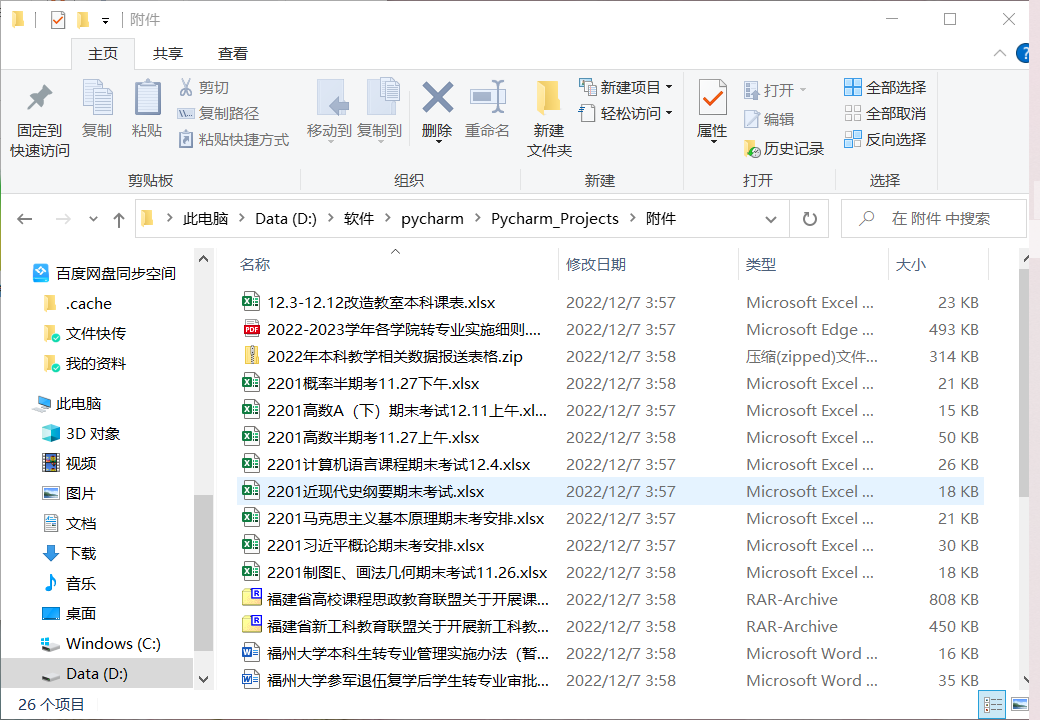 附件
主页 共享 查看
固定到
快速访问
复制
粘贴
剪切
复制路径
粘贴快捷方式
剪贴板
移动到 复制到
删除 重命名
组织
新建
文件夹
新建项目
轻松访问
新建
属性
打开
编辑
历史记录
打开
全部选择
全部取消
反向选择
选择
此电脑 Data (D:) 软件 pycharm Pycharm_Projects 附件
在 附件 中搜索
百度网盘同步空间
.cache
文件快传
我的资料
此电脑
3D 对象
视频
图片
文档
下载
音乐
桌面
Windows (C:)
Data (D:)
名称 修改日期 类型 大小
12.3-12.12改造教室本科课表.xlsx 2022/12/7 3:57 Microsoft Excel ... 23 KB
PDF 2022-2023学年各学院转专业实施细则.... 2022/12/7 3:57 Microsoft Edge ... 493 KB
2022年本科教学相关数据报送表格.zip 2022/12/7 3:58 压缩(zipped)文件... 314 KB
2201概率半期考11.27下午.xlsx 2022/12/7 3:58 Microsoft Excel ... 21 KB
2201高数A（下）期末考试12.11上午.xl... 2022/12/7 3:57 Microsoft Excel ... 15 KB
2201高数半期考11.27上午.xlsx 2022/12/7 3:58 Microsoft Excel ... 50 KB
2201计算机语言课程期末考试12.4.xlsx 2022/12/7 3:57 Microsoft Excel ... 26 KB
2201近现代史纲要期末考试.xlsx 2022/12/7 3:57 Microsoft Excel ... 18 KB
2201马克思主义基本原理期末考安排.xlsx 2022/12/7 3:57 Microsoft Excel ... 21 KB
2201习近平概论期末考安排.xlsx 2022/12/7 3:57 Microsoft Excel ... 30 KB
2201制图E、画法几何期末考试11.26.xlsx 2022/12/7 3:58 Microsoft Excel ... 18 KB
福建省高校课程思政教育联盟关于开展课... 2022/12/7 3:58 RAR-Archive 808 KB
福建省新工科教育联盟关于开展新工科教... 2022/12/7 3:58 RAR-Archive 450 KB
福州大学本科生转专业管理实施办法（暂... 2022/12/7 3:58 Microsoft Word ... 16 KB
福州大学参军退伍复学后学生转专业审批... 2022/12/7 3:58 Microsoft Word ... 35 KB
26 个项目